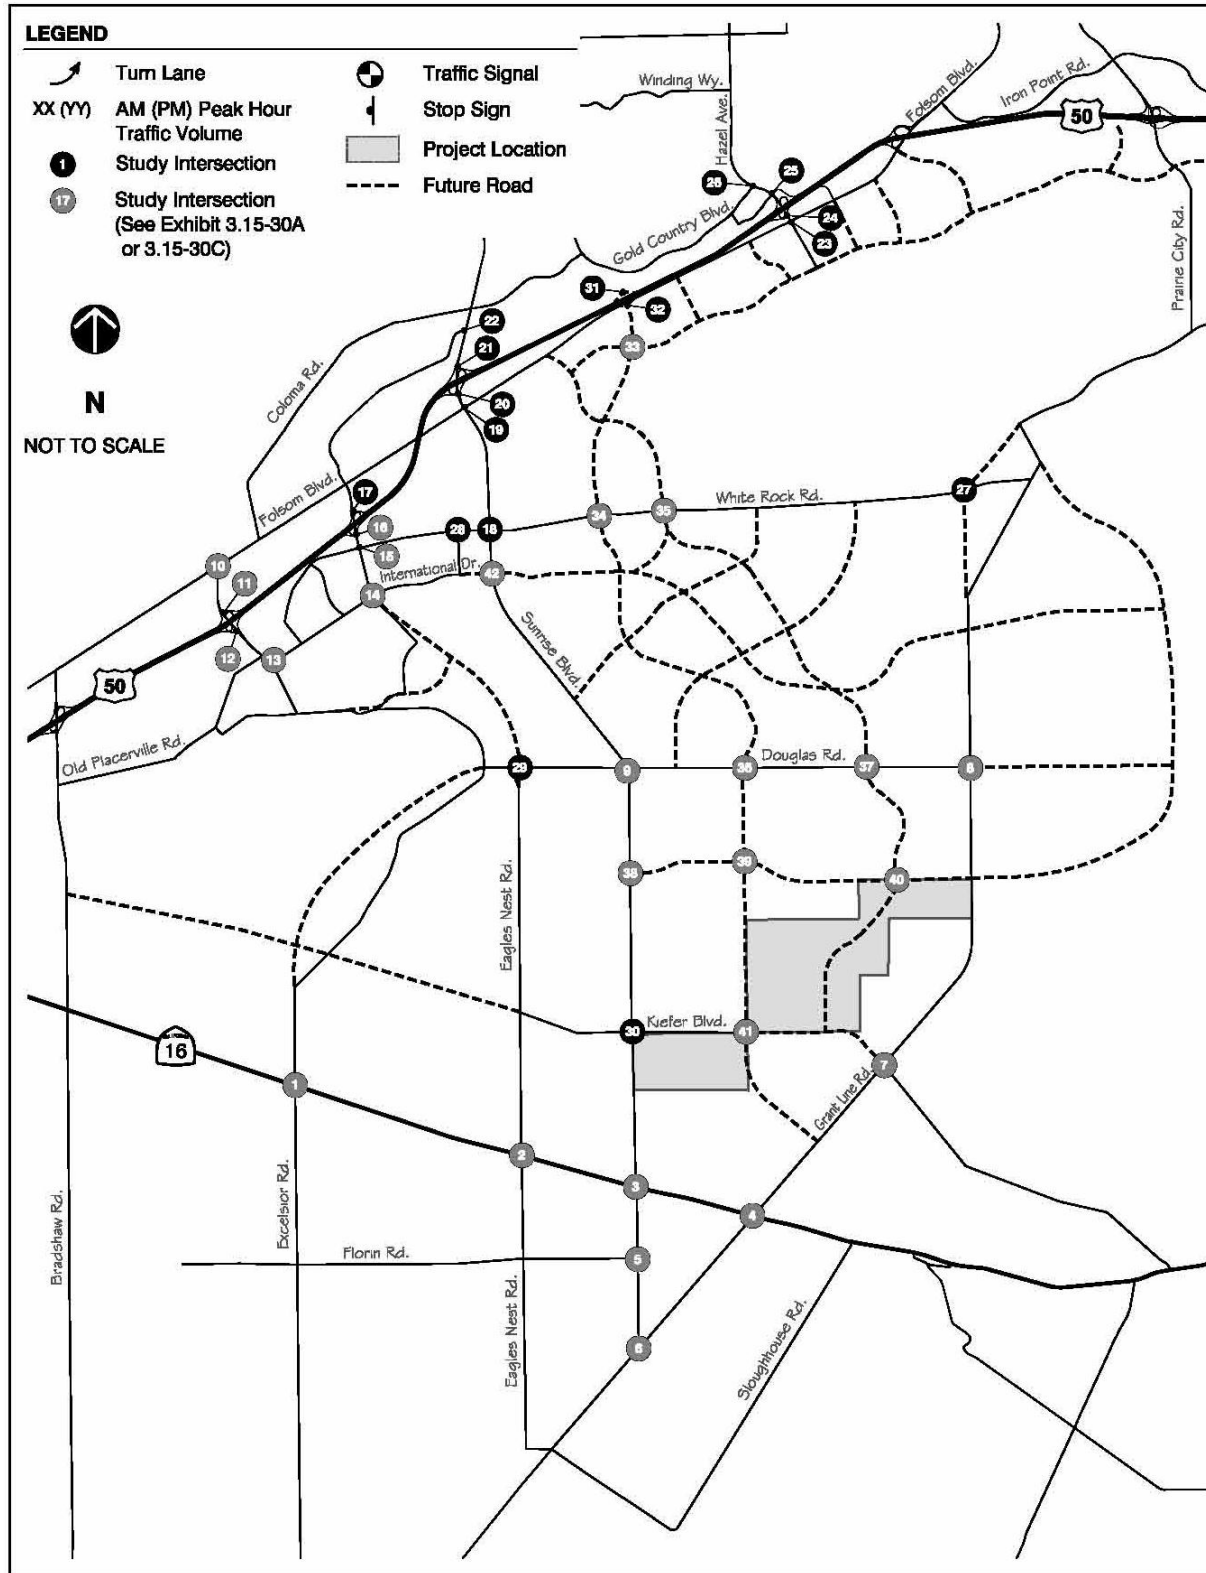 LEGEND
Turn Lane
XX (YY) AM (PM) Peak Hour
Traffic Volume
1 Study Intersection
17 Study Intersection
(See Exhibit 3.15-30A
or 3.15-30C)
Traffic Signal
Stop Sign
Project Location
Future Road
N
NOT TO SCALE
Winding Wy.
Hazel Ave.
Folsom Blvd.
Iron Point Rd.
50
Prairie City Rd.
26
25
24
23
Gold Country Blvd.
31
32
33
22
21
20
19
Coloma Rd.
Folsom Blvd.
17
16
15
28
18
34
35
White Rock Rd.
27
10
11
12
13
14
International Dr.
42
Sunrise Blvd.
50
Old Placerville Rd.
29
9
36
Douglas Rd.
37
8
38
39
40
Eagles Nest Rd.
30
Kiefer Blvd.
41
7
Grant Line Rd.
16
1
2
3
4
Bradshaw Rd.
Excelsior Rd.
Florin Rd.
5
Eagles Nest Rd.
6
Sloughhouse Rd.